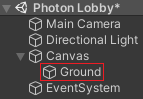 Photon Lobby*
Main Camera
Directional Light
Canvas
Ground
EventSystem